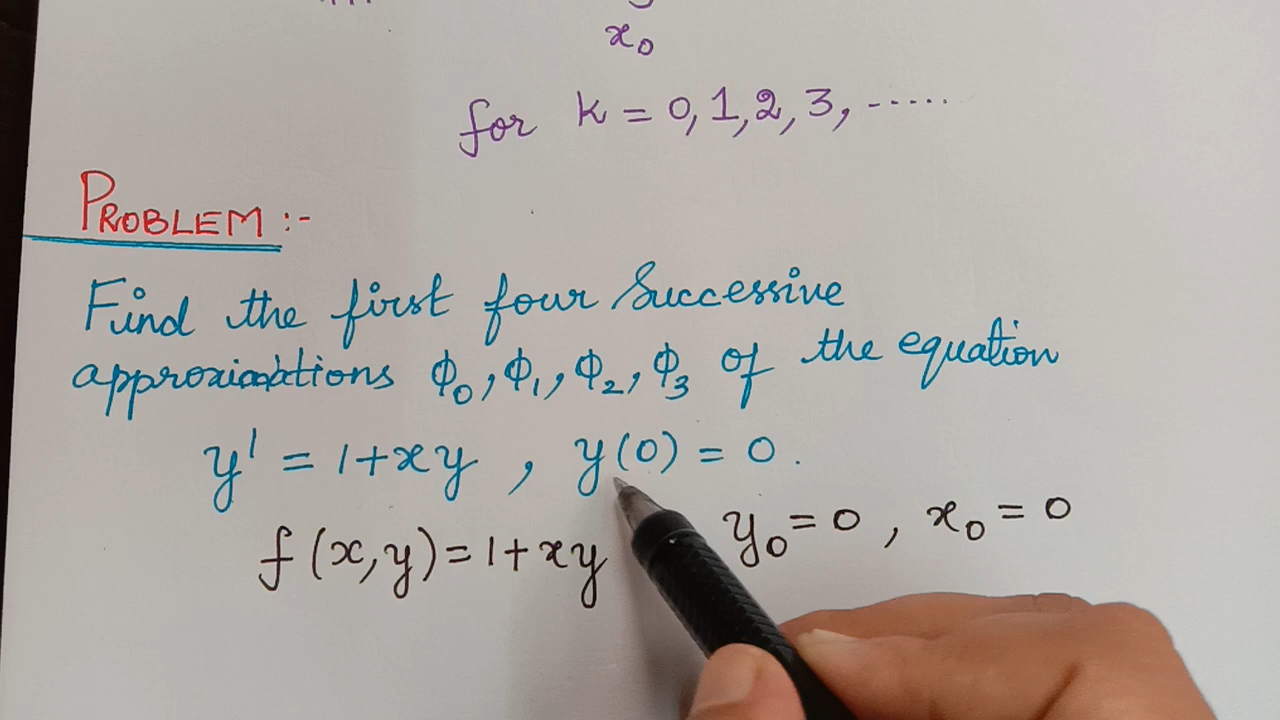 x₀
for k = 0, 1, 2, 3, .....
PROBLEM :-
Find the first four Successive
approximations ϕ₀, ϕ₁, ϕ₂, ϕ₃ of the equation
y' = 1+xy , y(0) = 0.
f(x,y) = 1+xy y₀ = 0 , x₀ = 0